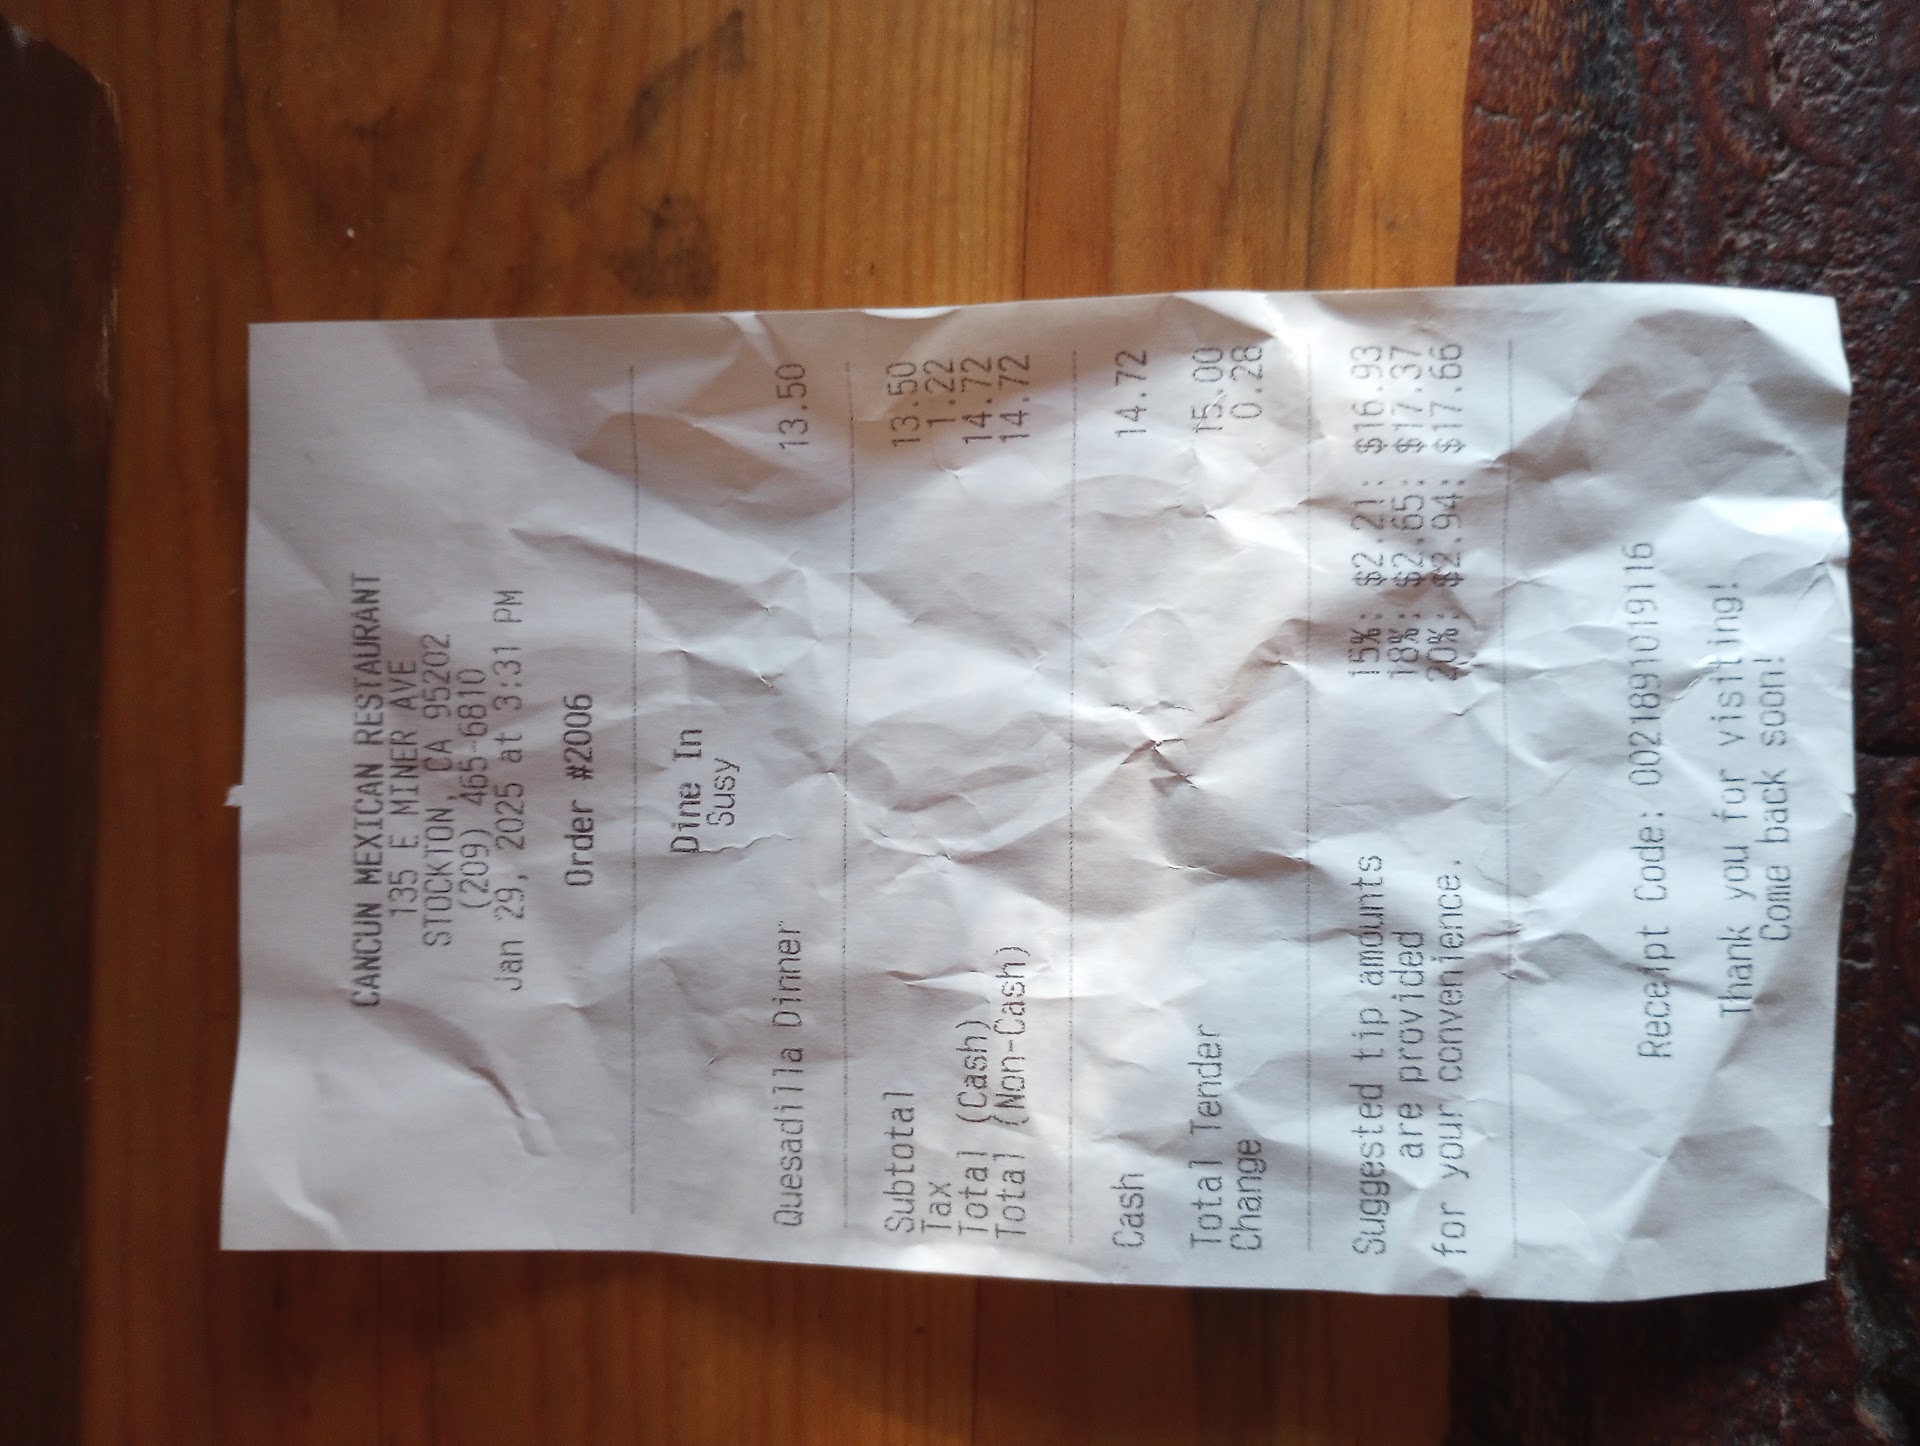 CANCUN MEXICAN RESTAURANT
135 E MINER AVE
STOCKTON, CA 95202
(209) 465-6810
Jan 29, 2025 at 3:31 PM
Order #2006
Dine In
Susy
Quesadilla Dinner 13.50
Subtotal 13.50
Tax 1.22
Total (Cash) 14.72
Total (Non-Cash) 14.72
Cash 14.72
Total Tender 15.00
Change 0.28
Suggested tip amounts 15%: $2.21: $16.93
are provided 18%: $2.65: $17.37
for your convenience. 20%: $2.94: $17.66
Receipt Code: 0021891019116
Thank you for visiting!
Come back soon!